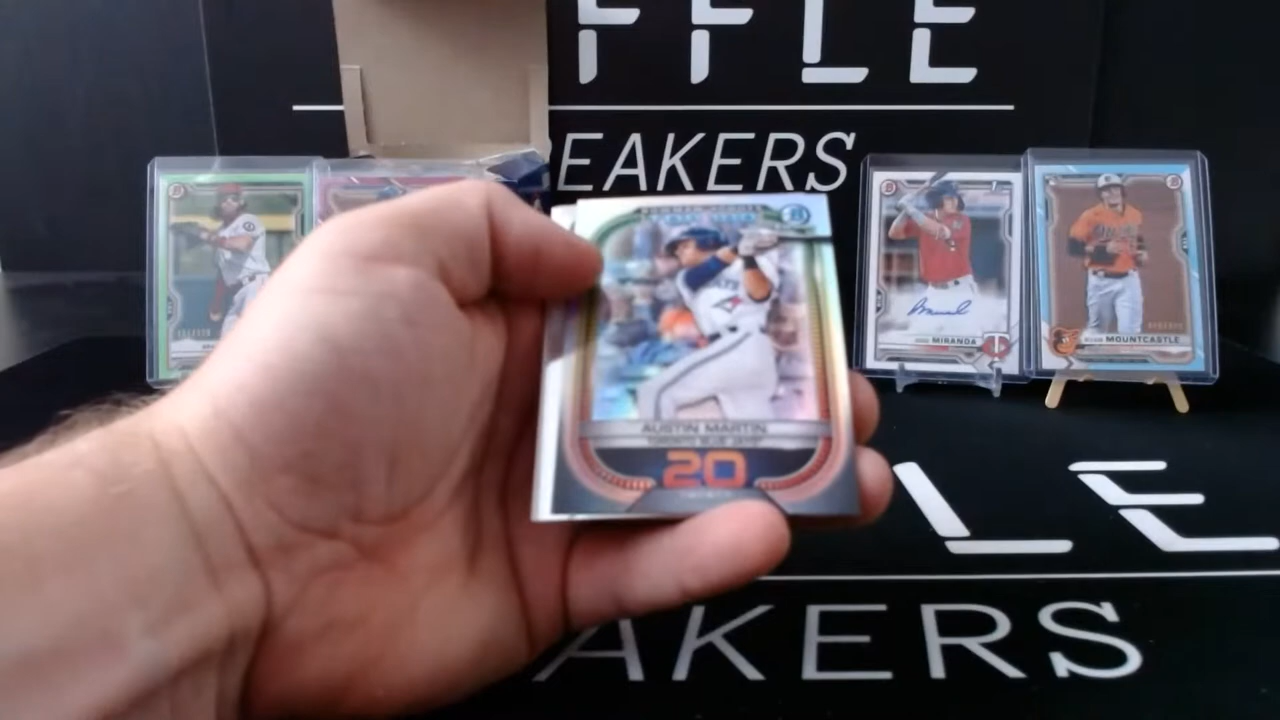 FFLE
EAKERS
MIRANDA
MOUNTCASTLE
AUSTIN MARTIN
TORONTO BLUE JAYS
20
LE
AKERS